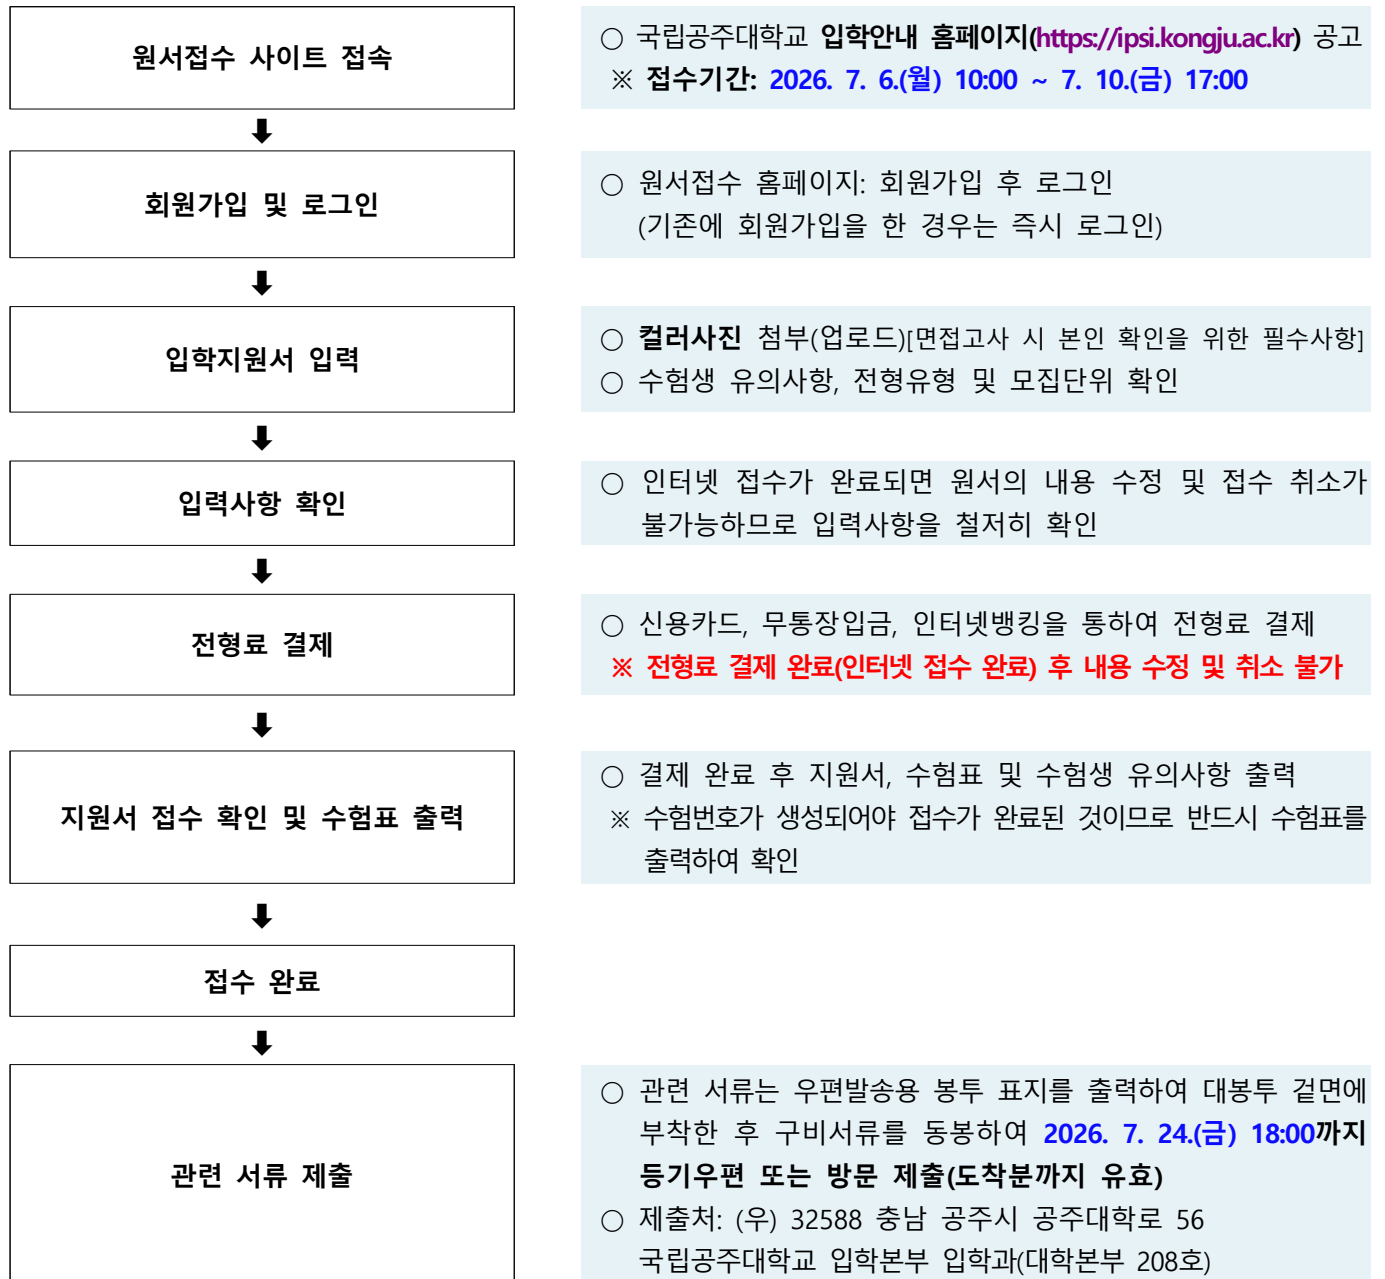 원서접수 사이트 접속
○ 국립공주대학교 입학안내 홈페이지(https://ipsi.kongju.ac.kr) 공고
※ 접수기간: 2026. 7. 6.(월) 10:00 ~ 7. 10.(금) 17:00
⬇
회원가입 및 로그인
○ 원서접수 홈페이지: 회원가입 후 로그인
(기존에 회원가입을 한 경우는 즉시 로그인)
⬇
입학지원서 입력
○ 컬러사진 첨부(업로드)[면접고사 시 본인 확인을 위한 필수사항]
○ 수험생 유의사항, 전형유형 및 모집단위 확인
⬇
입력사항 확인
○ 인터넷 접수가 완료되면 원서의 내용 수정 및 접수 취소가
불가능하므로 입력사항을 철저히 확인
⬇
전형료 결제
○ 신용카드, 무통장입금, 인터넷뱅킹을 통하여 전형료 결제
※ 전형료 결제 완료(인터넷 접수 완료) 후 내용 수정 및 취소 불가
⬇
지원서 접수 확인 및 수험표 출력
○ 결제 완료 후 지원서, 수험표 및 수험생 유의사항 출력
※ 수험번호가 생성되어야 접수가 완료된 것이므로 반드시 수험표를
출력하여 확인
⬇
접수 완료
⬇
관련 서류 제출
○ 관련 서류는 우편발송용 봉투 표지를 출력하여 대봉투 겉면에
부착한 후 구비서류를 동봉하여 2026. 7. 24.(금) 18:00까지
등기우편 또는 방문 제출(도착분까지 유효)
○ 제출처: (우) 32588 충남 공주시 공주대학로 56
국립공주대학교 입학본부 입학과(대학본부 208호)